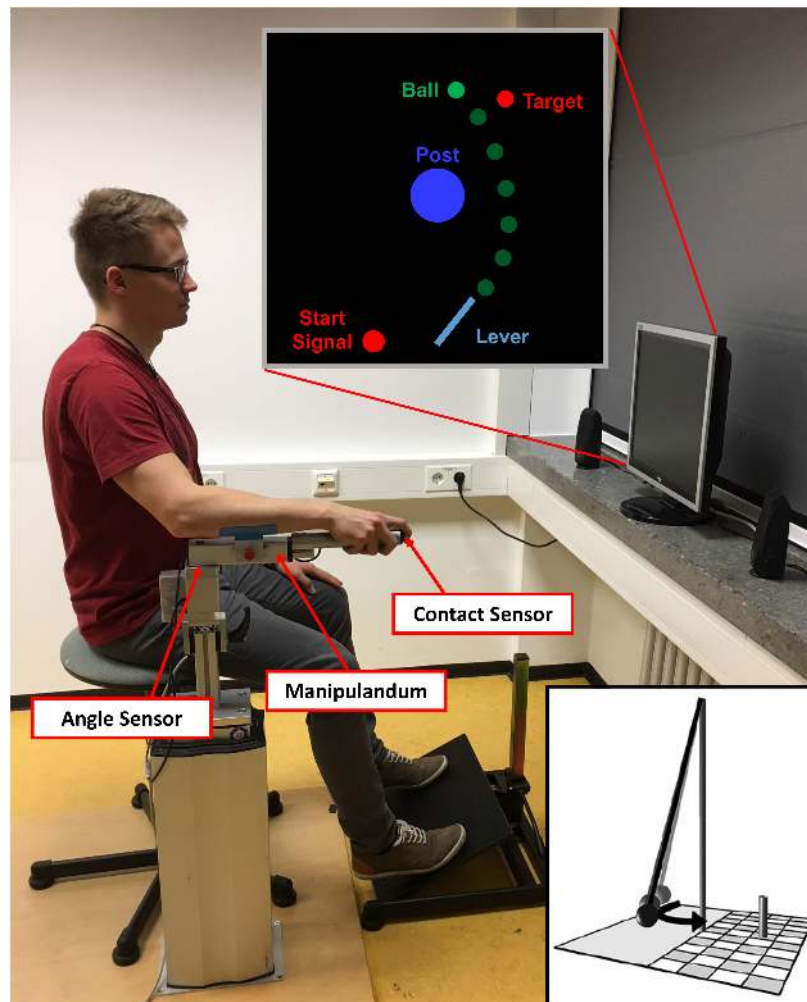 Ball
Target
Post
Start
Signal
Lever
Contact Sensor
Manipulandum
Angle Sensor